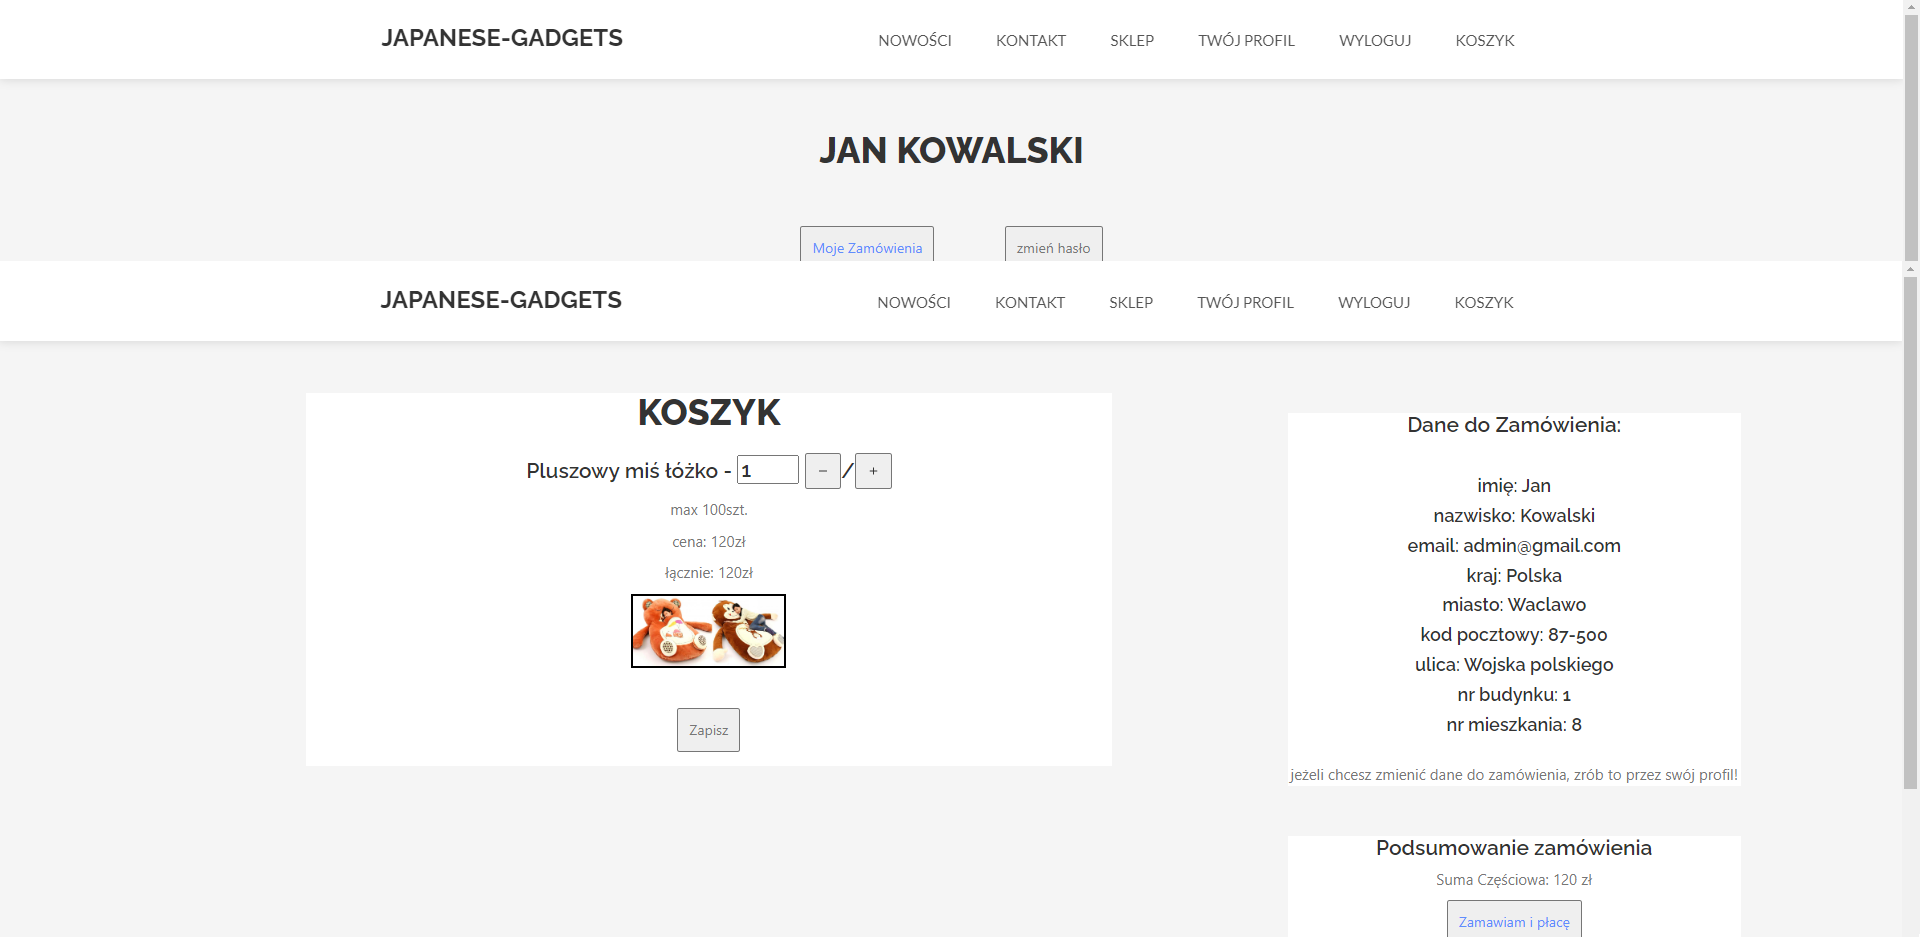 JAPANESE-GADGETS
NOWOŚCI KONTAKT SKLEP TWÓJ PROFIL WYLOGUJ KOSZYK
JAN KOWALSKI
Moje Zamówienia zmień hasło
JAPANESE-GADGETS
NOWOŚCI KONTAKT SKLEP TWÓJ PROFIL WYLOGUJ KOSZYK
KOSZYK
Pluszowy miś łóżko - 1 − / +
max 100szt.
cena: 120zł
łącznie: 120zł
Zapisz
Dane do Zamówienia:
imię: Jan
nazwisko: Kowalski
email: admin@gmail.com
kraj: Polska
miasto: Waclawo
kod pocztowy: 87-500
ulica: Wojska polskiego
nr budynku: 1
nr mieszkania: 8
jeżeli chcesz zmienić dane do zamówienia, zrób to przez swój profil!
Podsumowanie zamówienia
Suma Częściowa: 120 zł
Zamawiam i płacę